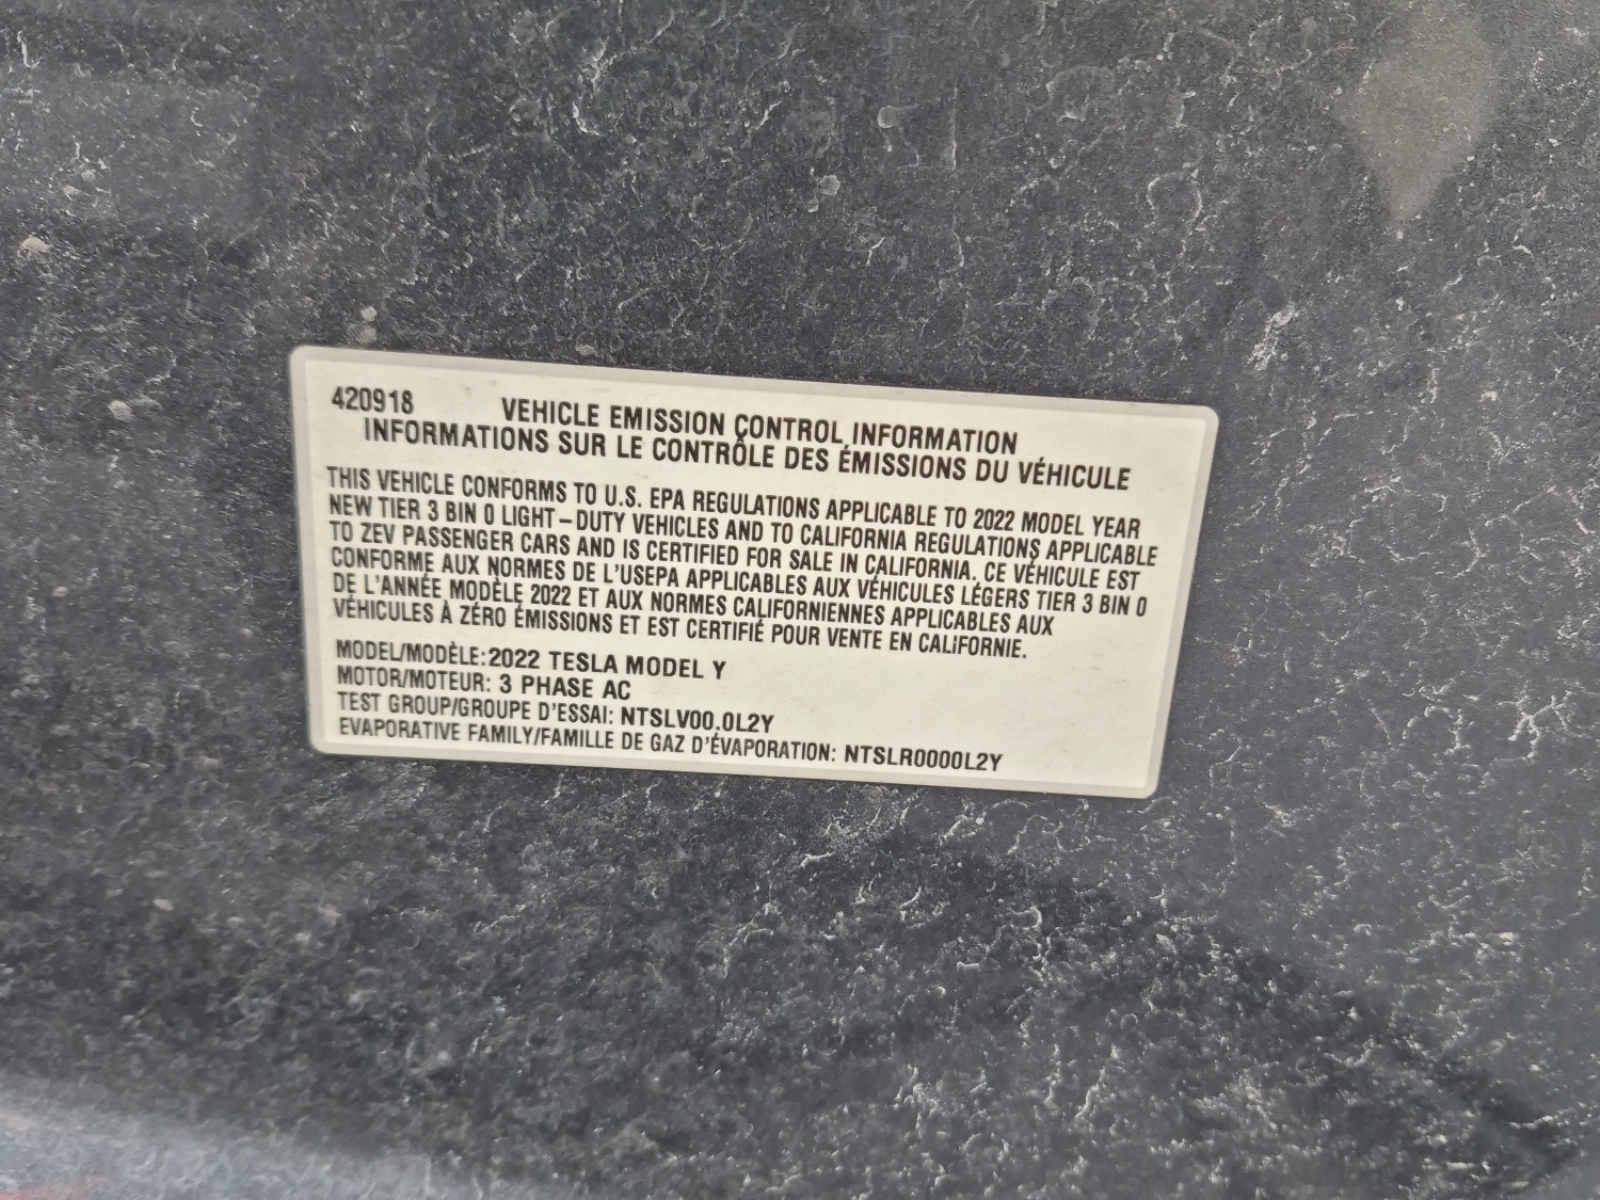 420918 VEHICLE EMISSION CONTROL INFORMATION
INFORMATIONS SUR LE CONTRÔLE DES ÉMISSIONS DU VÉHICULE
THIS VEHICLE CONFORMS TO U.S. EPA REGULATIONS APPLICABLE TO 2022 MODEL YEAR
NEW TIER 3 BIN 0 LIGHT-DUTY VEHICLES AND TO CALIFORNIA REGULATIONS APPLICABLE
TO ZEV PASSENGER CARS AND IS CERTIFIED FOR SALE IN CALIFORNIA. CE VÉHICULE EST
CONFORME AUX NORMES DE L'USEPA APPLICABLES AUX VÉHICULES LÉGERS TIER 3 BIN 0
DE L'ANNÉE MODÈLE 2022 ET AUX NORMES CALIFORNIENNES APPLICABLES AUX
VÉHICULES À ZÉRO ÉMISSIONS ET EST CERTIFIÉ POUR VENTE EN CALIFORNIE.
MODEL/MODÈLE: 2022 TESLA MODEL Y
MOTOR/MOTEUR: 3 PHASE AC
TEST GROUP/GROUPE D'ESSAI: NTSLV00.0L2Y
EVAPORATIVE FAMILY/FAMILLE DE GAZ D'ÉVAPORATION: NTSLR0000L2Y